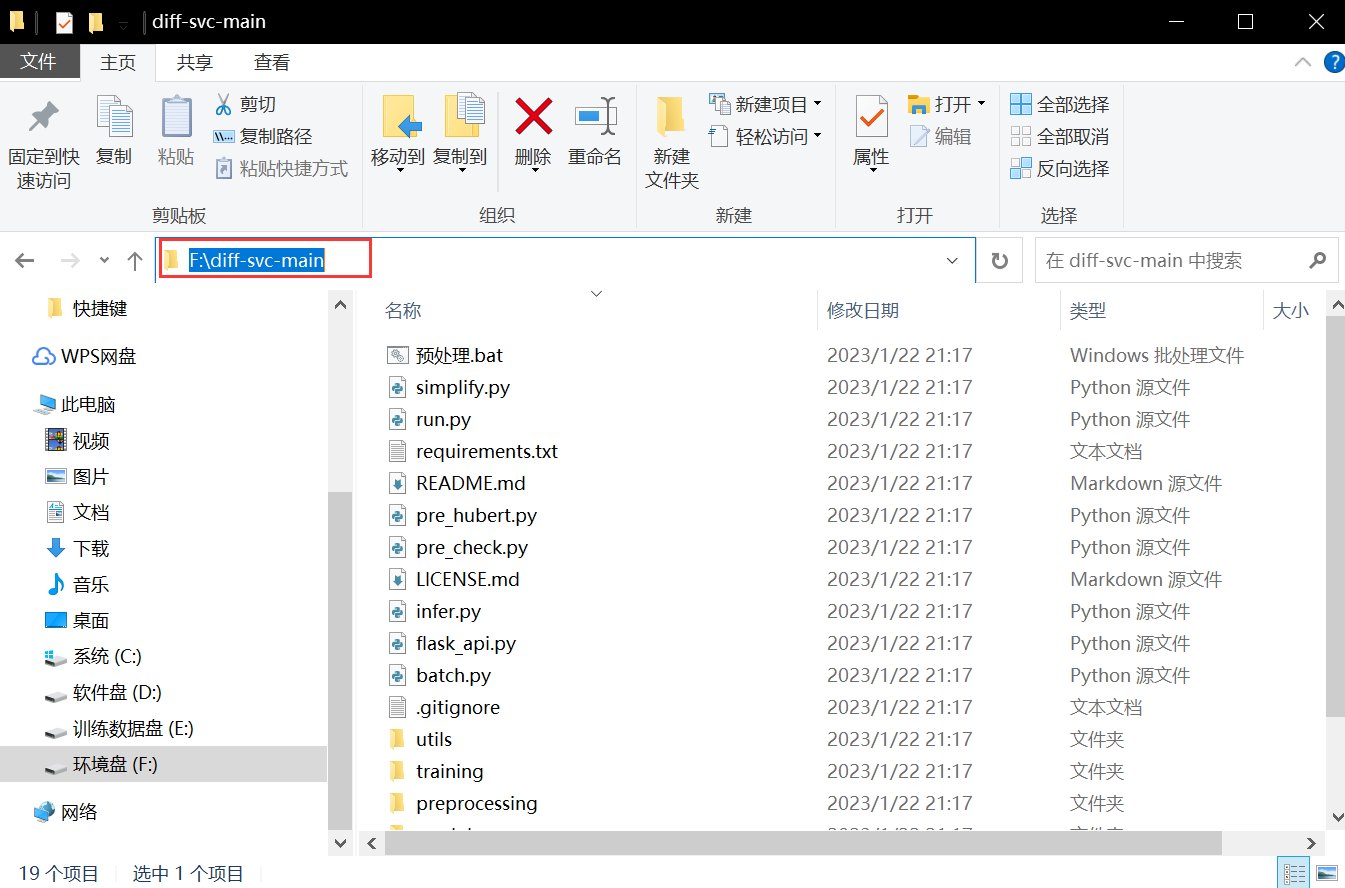 diff-svc-main
文件 主页 共享 查看
固定到快速访问
复制
粘贴
剪切
复制路径
粘贴快捷方式
剪贴板
移动到
复制到
删除
重命名
组织
新建
文件夹
新建项目
轻松访问
新建
属性
打开
编辑
打开
全部选择
全部取消
反向选择
选择
F:\diff-svc-main
在 diff-svc-main 中搜索
快捷键
WPS网盘
此电脑
视频
图片
文档
下载
音乐
桌面
系统 (C:)
软件盘 (D:)
训练数据盘 (E:)
环境盘 (F:)
网络
名称 修改日期 类型 大小
预处理.bat 2023/1/22 21:17 Windows 批处理文件
simplify.py 2023/1/22 21:17 Python 源文件
run.py 2023/1/22 21:17 Python 源文件
requirements.txt 2023/1/22 21:17 文本文档
README.md 2023/1/22 21:17 Markdown 源文件
pre_hubert.py 2023/1/22 21:17 Python 源文件
pre_check.py 2023/1/22 21:17 Python 源文件
LICENSE.md 2023/1/22 21:17 Markdown 源文件
infer.py 2023/1/22 21:17 Python 源文件
flask_api.py 2023/1/22 21:17 Python 源文件
batch.py 2023/1/22 21:17 Python 源文件
.gitignore 2023/1/22 21:17 文本文档
utils 2023/1/22 21:17 文件夹
training 2023/1/22 21:17 文件夹
preprocessing 2023/1/22 21:17 文件夹
19 个项目 选中 1 个项目